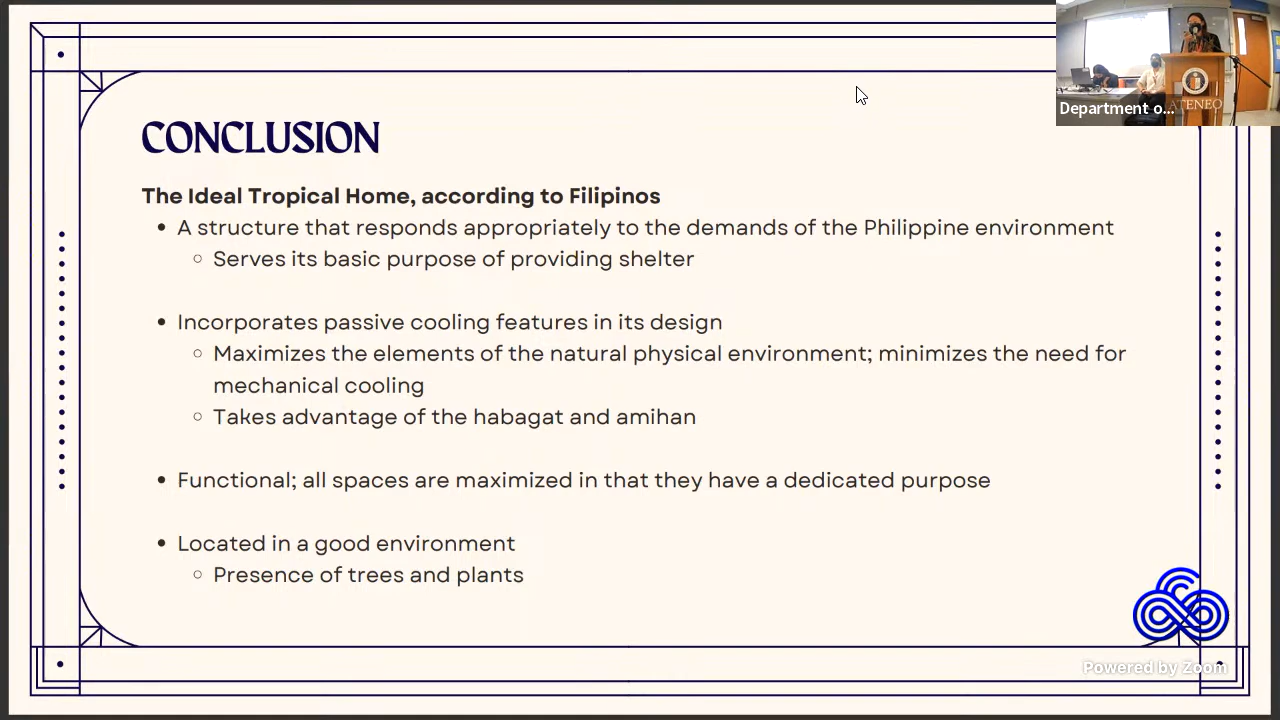 Department o...
ATENEO
CONCLUSION
The Ideal Tropical Home, according to Filipinos
• A structure that responds appropriately to the demands of the Philippine environment
○ Serves its basic purpose of providing shelter
• Incorporates passive cooling features in its design
○ Maximizes the elements of the natural physical environment; minimizes the need for
mechanical cooling
○ Takes advantage of the habagat and amihan
• Functional; all spaces are maximized in that they have a dedicated purpose
• Located in a good environment
○ Presence of trees and plants
Powered by Zoom